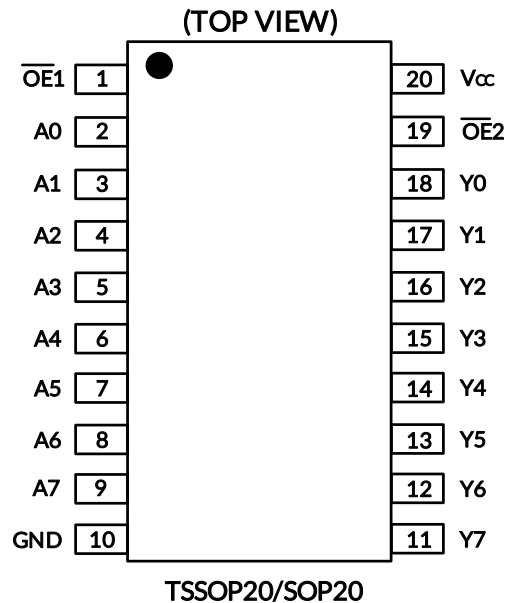 (TOP VIEW)
O̅E̅1 1 20 Vcc
A0 2 19 O̅E̅2
A1 3 18 Y0
A2 4 17 Y1
A3 5 16 Y2
A4 6 15 Y3
A5 7 14 Y4
A6 8 13 Y5
A7 9 12 Y6
GND 10 11 Y7
TSSOP20/SOP20